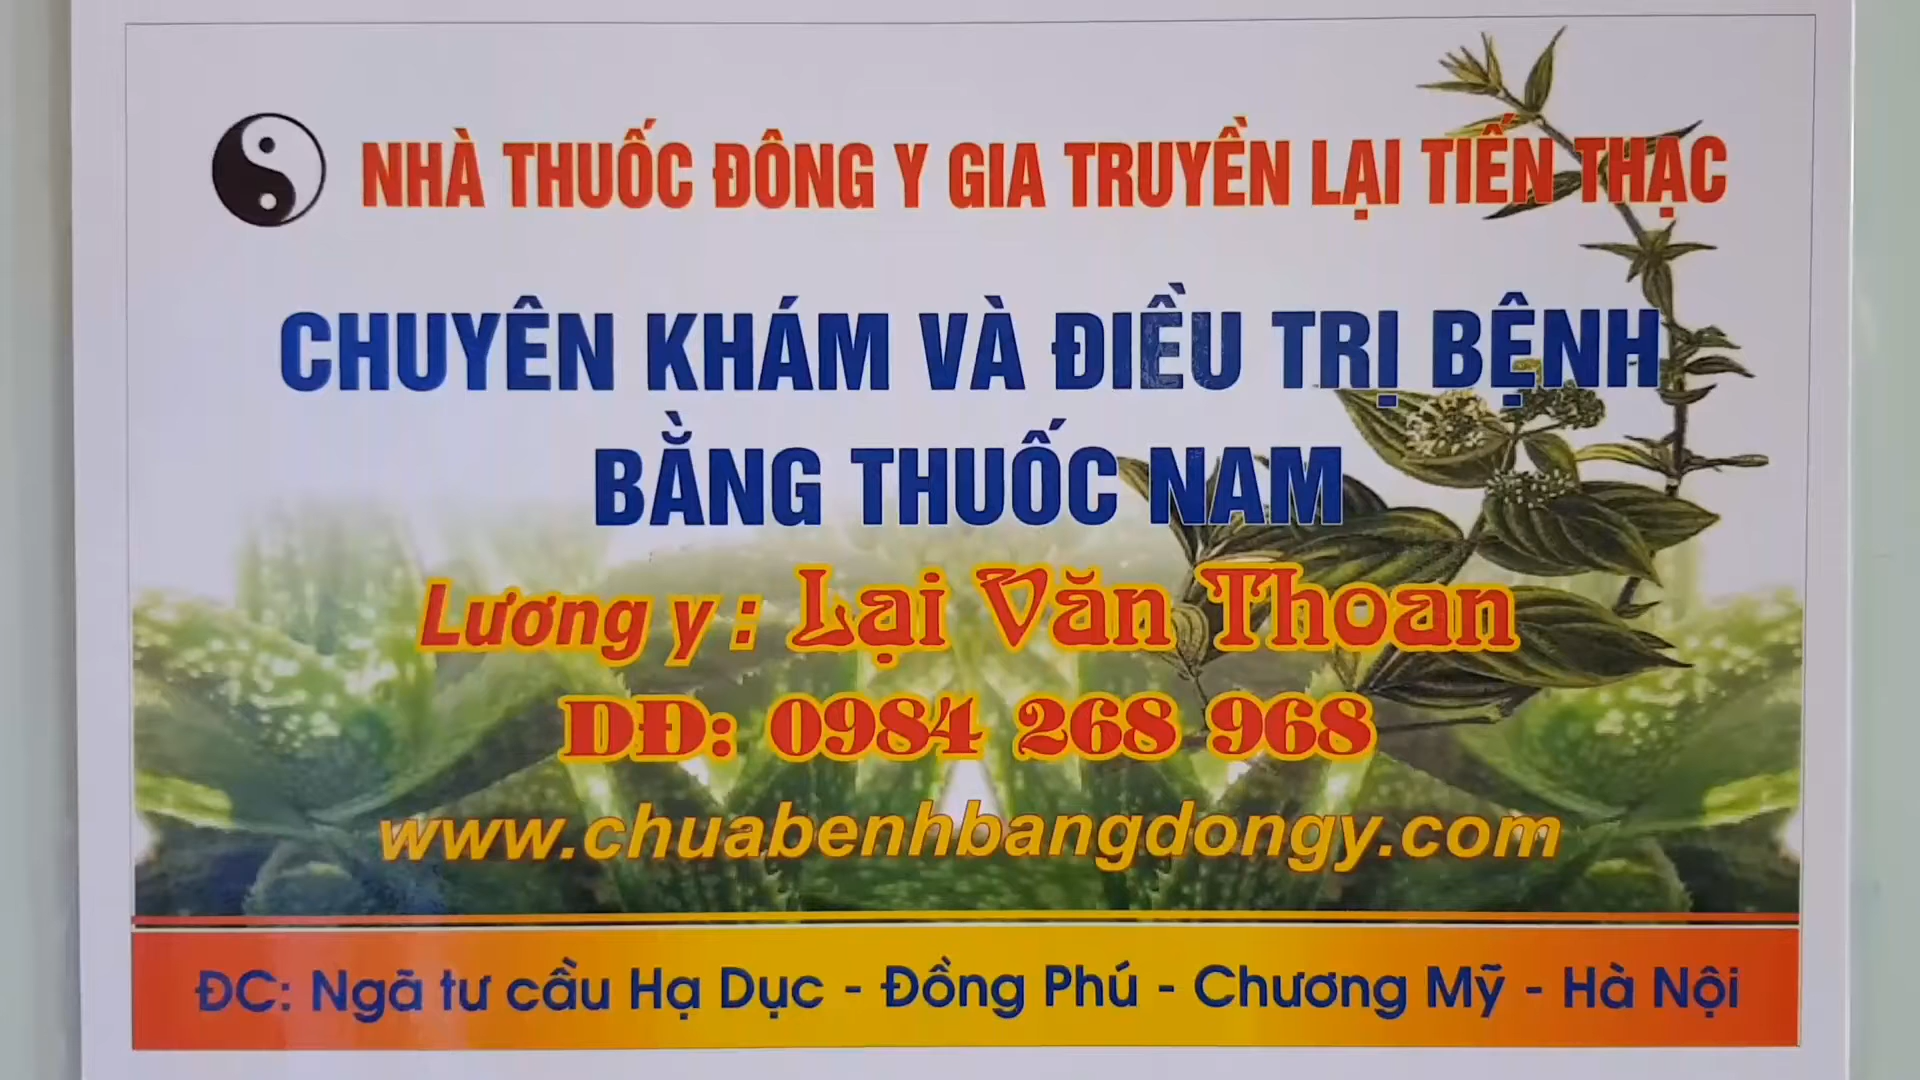 NHÀ THUỐC ĐÔNG Y GIA TRUYỀN LẠI TIẾN THẠC
CHUYÊN KHÁM VÀ ĐIỀU TRỊ BỆNH
BẰNG THUỐC NAM
Lương y : Lại Văn Thoan
DĐ: 0984 268 968
www.chuabenhbangdongy.com
ĐC: Ngã tư cầu Hạ Dục - Đồng Phú - Chương Mỹ - Hà Nội